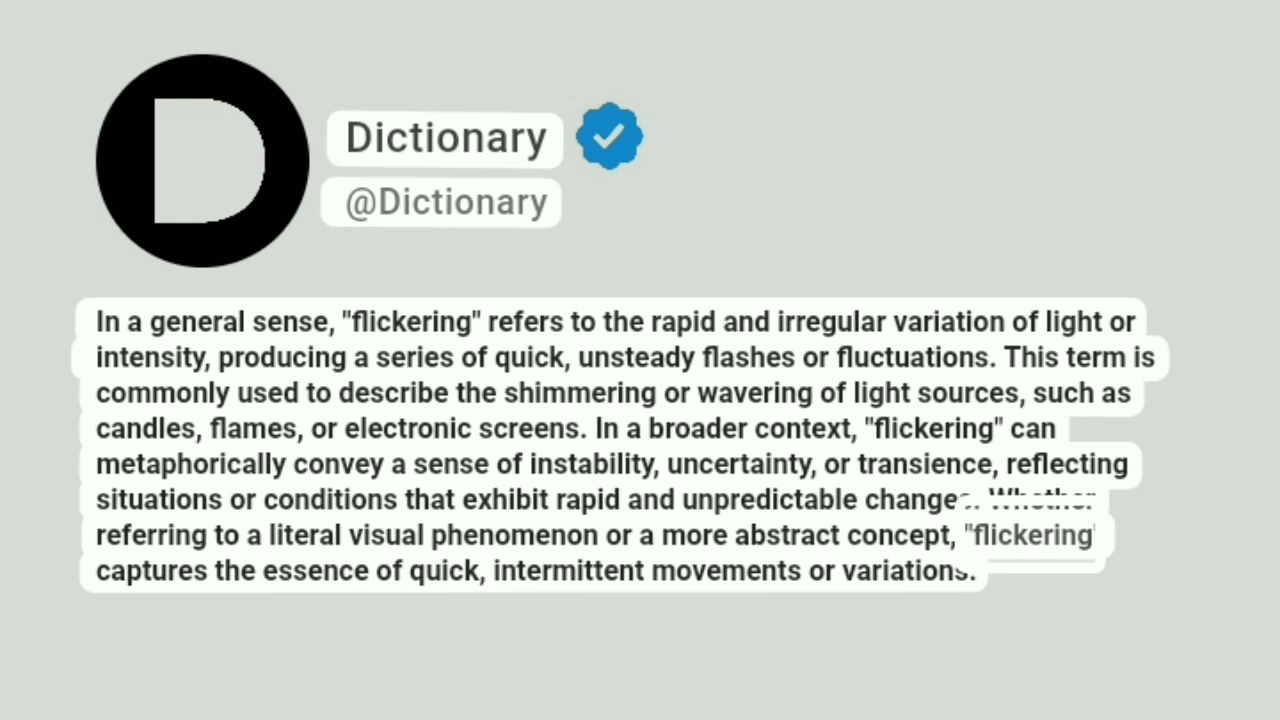 D
Dictionary
@Dictionary
In a general sense, "flickering" refers to the rapid and irregular variation of light or
intensity, producing a series of quick, unsteady flashes or fluctuations. This term is
commonly used to describe the shimmering or wavering of light sources, such as
candles, flames, or electronic screens. In a broader context, "flickering" can
metaphorically convey a sense of instability, uncertainty, or transience, reflecting
situations or conditions that exhibit rapid and unpredictable changes. Whether
referring to a literal visual phenomenon or a more abstract concept, "flickering"
captures the essence of quick, intermittent movements or variations.